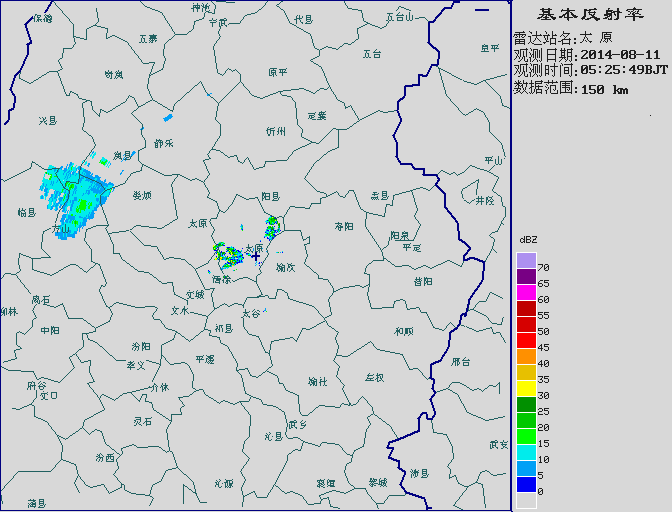 基本反射率
雷达站名:太 原
观测日期:2014-08-11
观测时间:05:25:49BJT
数据范围:150 km
dBZ
70
65
60
55
50
45
40
35
30
25
20
15
10
5
0
神池
保德
宁武
代县
五台山
五寨
阜平
五台
岢岚
原平
定襄
兴县
忻州
静乐
岚县
平山
娄烦
阳县
盂县
井陉
临县
太原
寿阳
阳泉
平定
方山
太原
榆次
清徐
昔阳
文城
离石
柳林
文水
太谷
祁县
中阳
和顺
汾阳
孝义
平遥
邢台
介休
榆社
左权
隰谷
交口
灵石
武乡
沁县
武安
汾西
沁源
襄垣
黎城
涉县
蒲县